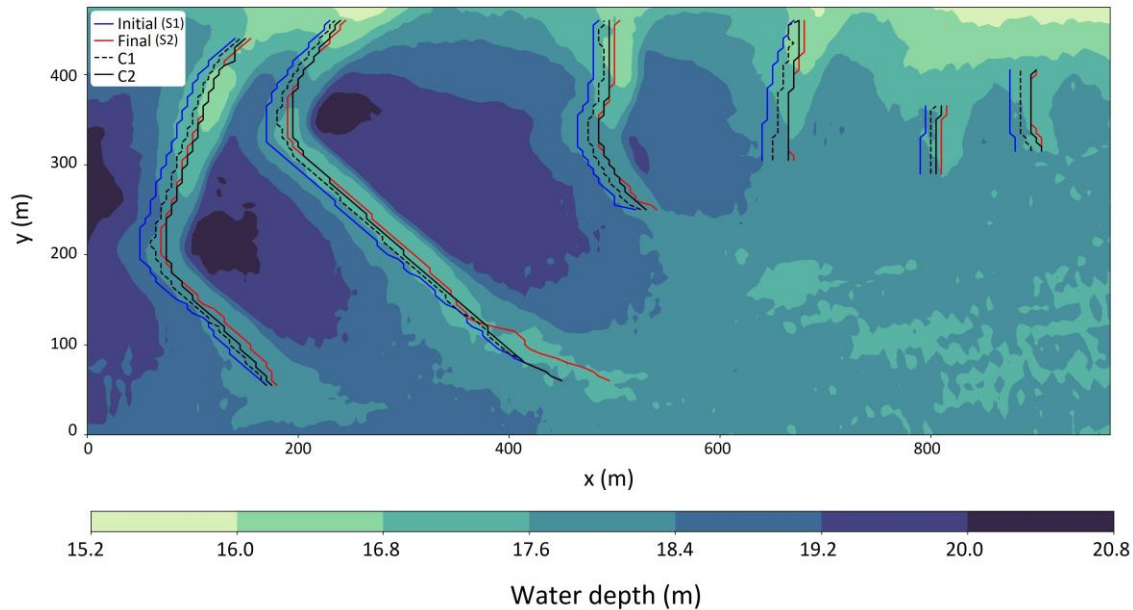 Initial (S1)
Final (S2)
C1
C2
400
300
200
100
0
y (m)
0 200 400 600 800
x (m)
15.2 16.0 16.8 17.6 18.4 19.2 20.0 20.8
Water depth (m)